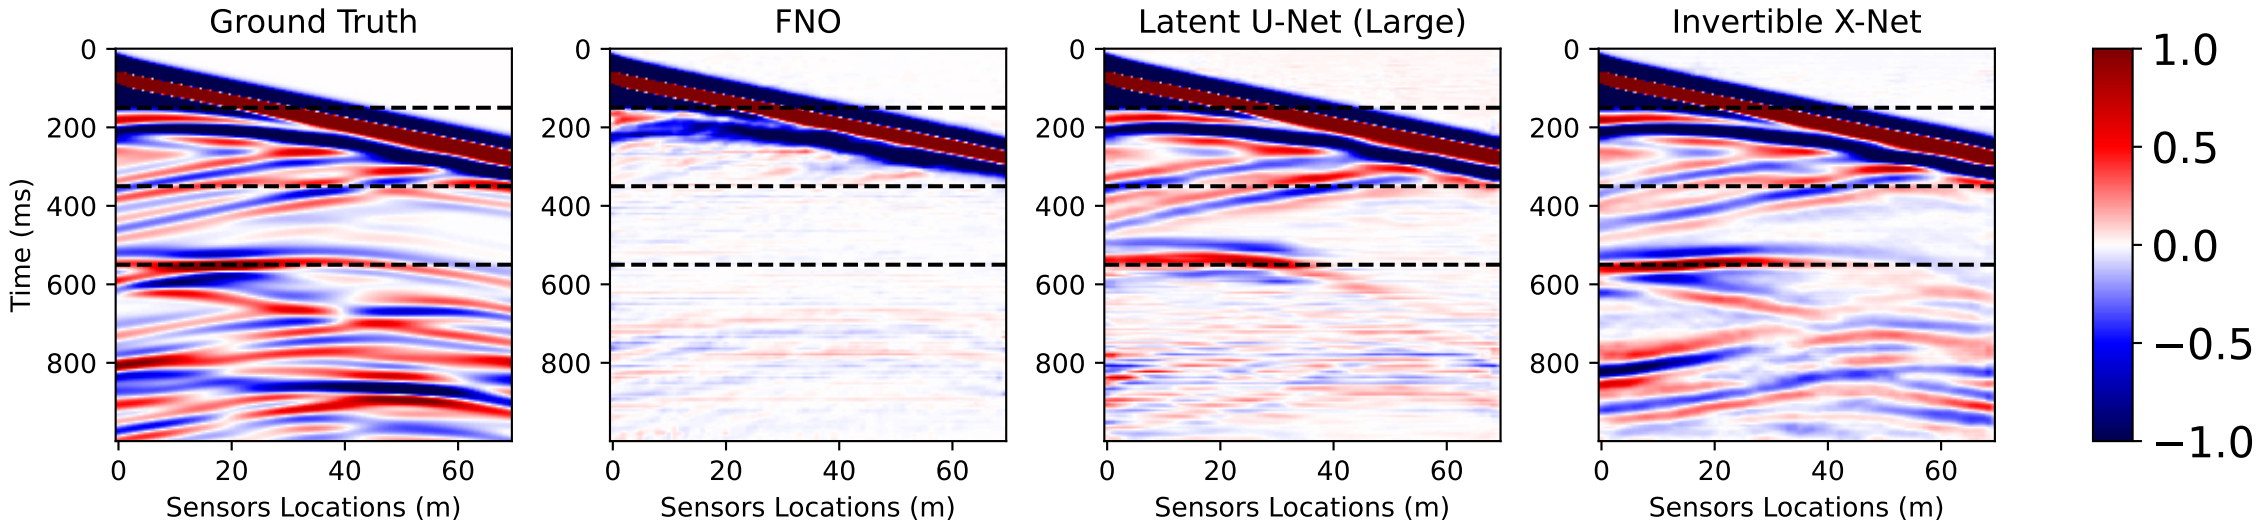 Ground Truth
FNO
Latent U-Net (Large)
Invertible X-Net
Time (ms)
0
200
400
600
800
0
200
400
600
800
0
200
400
600
800
0
200
400
600
800
1.0
0.5
0.0
−0.5
−1.0
0 20 40 60
0 20 40 60
0 20 40 60
0 20 40 60
Sensors Locations (m)
Sensors Locations (m)
Sensors Locations (m)
Sensors Locations (m)